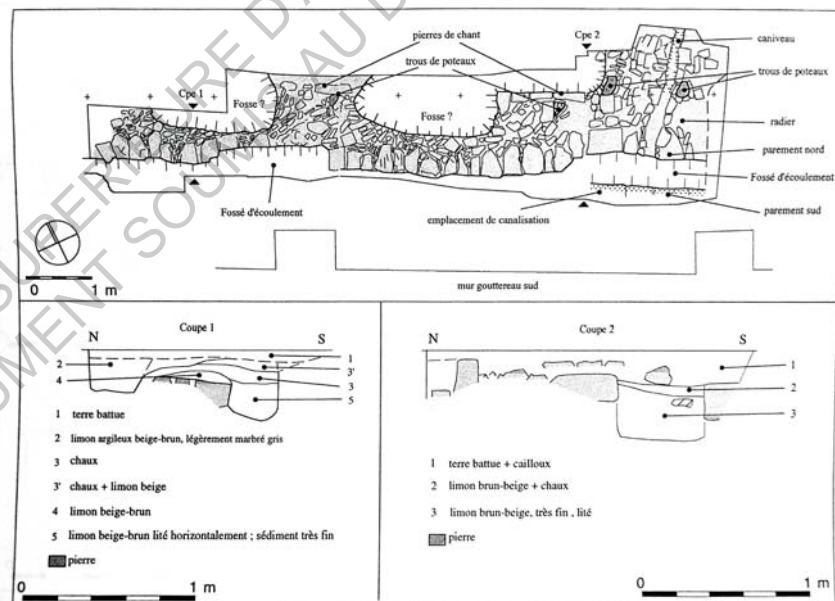 SUPERIEURE D'A
UMENT SOUMIS AU D
pierres de chant
trous de poteaux
Cpe 2
caniveau
Cpe 1
trous de poteaux
Fosse ?
Fosse ?
radier
parement nord
Fossé d'écoulement
Fossé d'écoulement
emplacement de canalisation
parement sud
0 1 m
mur gouttereau sud
Coupe 1
N S
1
2
3'
4
3
5
1 terre battue
2 limon argileux beige-brun, légèrement marbré gris
3 chaux
3' chaux + limon beige
4 limon beige-brun
5 limon beige-brun lité horizontalement ; sédiment très fin
pierre
0 1 m
Coupe 2
N S
1
2
3
1 terre battue + cailloux
2 limon brun-beige + chaux
3 limon brun-beige, très fin , lité
pierre
0 1 m